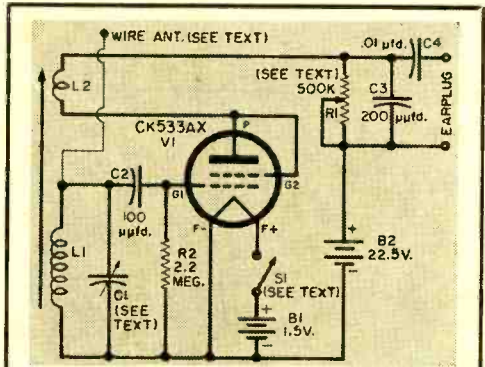 WIRE ANT. (SEE TEXT)
.01 µfd. C4
L2
(SEE TEXT)
500K
R1
C3
200 µµfd.
EARPLUG
CK533AX
V1
P
C2
100
µµfd.
G1
G2
F-
F+
L1
C1
(SEE
TEXT)
R2
2.2
MEG.
S1
(SEE TEXT)
B1
1.5V.
+
-
B2
22.5V.
+
-